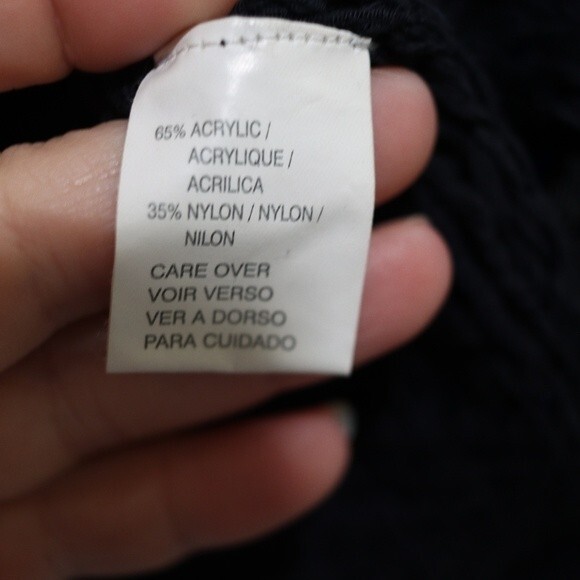 65% ACRYLIC /
ACRYLIQUE /
ACRILICA
35% NYLON / NYLON /
NILON
CARE OVER
VOIR VERSO
VER A DORSO
PARA CUIDADO